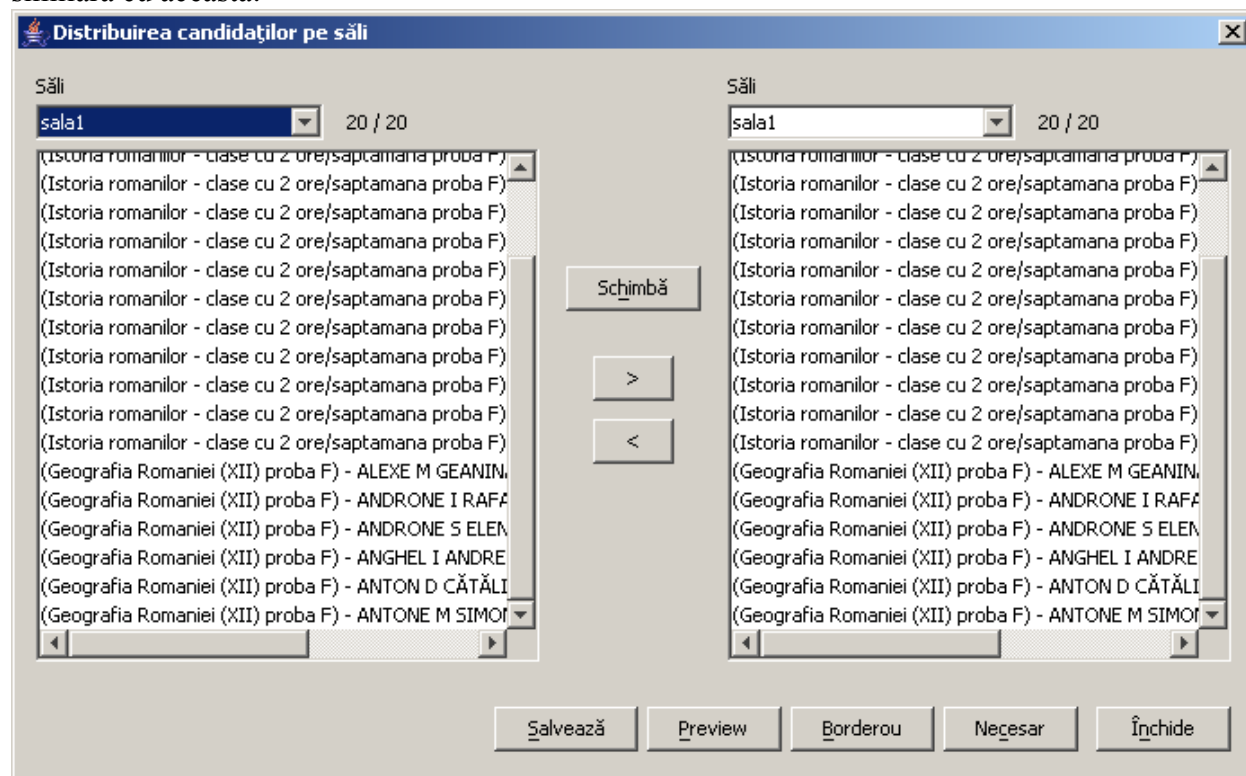 Distribuirea candidaţilor pe săli
Săli
sala1 20 / 20
(Istoria romanilor - clase cu 2 ore/saptamana proba F)
(Istoria romanilor - clase cu 2 ore/saptamana proba F)
(Istoria romanilor - clase cu 2 ore/saptamana proba F)
(Istoria romanilor - clase cu 2 ore/saptamana proba F)
(Istoria romanilor - clase cu 2 ore/saptamana proba F)
(Istoria romanilor - clase cu 2 ore/saptamana proba F)
(Istoria romanilor - clase cu 2 ore/saptamana proba F)
(Istoria romanilor - clase cu 2 ore/saptamana proba F)
(Istoria romanilor - clase cu 2 ore/saptamana proba F)
(Istoria romanilor - clase cu 2 ore/saptamana proba F)
(Istoria romanilor - clase cu 2 ore/saptamana proba F)
(Geografia Romaniei (XII) proba F) - ALEXE M GEANIN
(Geografia Romaniei (XII) proba F) - ANDRONE I RAFA
(Geografia Romaniei (XII) proba F) - ANDRONE S ELEN
(Geografia Romaniei (XII) proba F) - ANGHEL I ANDRE
(Geografia Romaniei (XII) proba F) - ANTON D CĂTĂLI
(Geografia Romaniei (XII) proba F) - ANTONE M SIMO
Schimbă
>
<
Săli
sala1 20 / 20
(Istoria romanilor - clase cu 2 ore/saptamana proba F)
(Istoria romanilor - clase cu 2 ore/saptamana proba F)
(Istoria romanilor - clase cu 2 ore/saptamana proba F)
(Istoria romanilor - clase cu 2 ore/saptamana proba F)
(Istoria romanilor - clase cu 2 ore/saptamana proba F)
(Istoria romanilor - clase cu 2 ore/saptamana proba F)
(Istoria romanilor - clase cu 2 ore/saptamana proba F)
(Istoria romanilor - clase cu 2 ore/saptamana proba F)
(Istoria romanilor - clase cu 2 ore/saptamana proba F)
(Istoria romanilor - clase cu 2 ore/saptamana proba F)
(Istoria romanilor - clase cu 2 ore/saptamana proba F)
(Geografia Romaniei (XII) proba F) - ALEXE M GEANIN
(Geografia Romaniei (XII) proba F) - ANDRONE I RAFA
(Geografia Romaniei (XII) proba F) - ANDRONE S ELEN
(Geografia Romaniei (XII) proba F) - ANGHEL I ANDRE
(Geografia Romaniei (XII) proba F) - ANTON D CĂTĂLI
(Geografia Romaniei (XII) proba F) - ANTONE M SIMO
Salvează Preview Borderou Necesar Închide